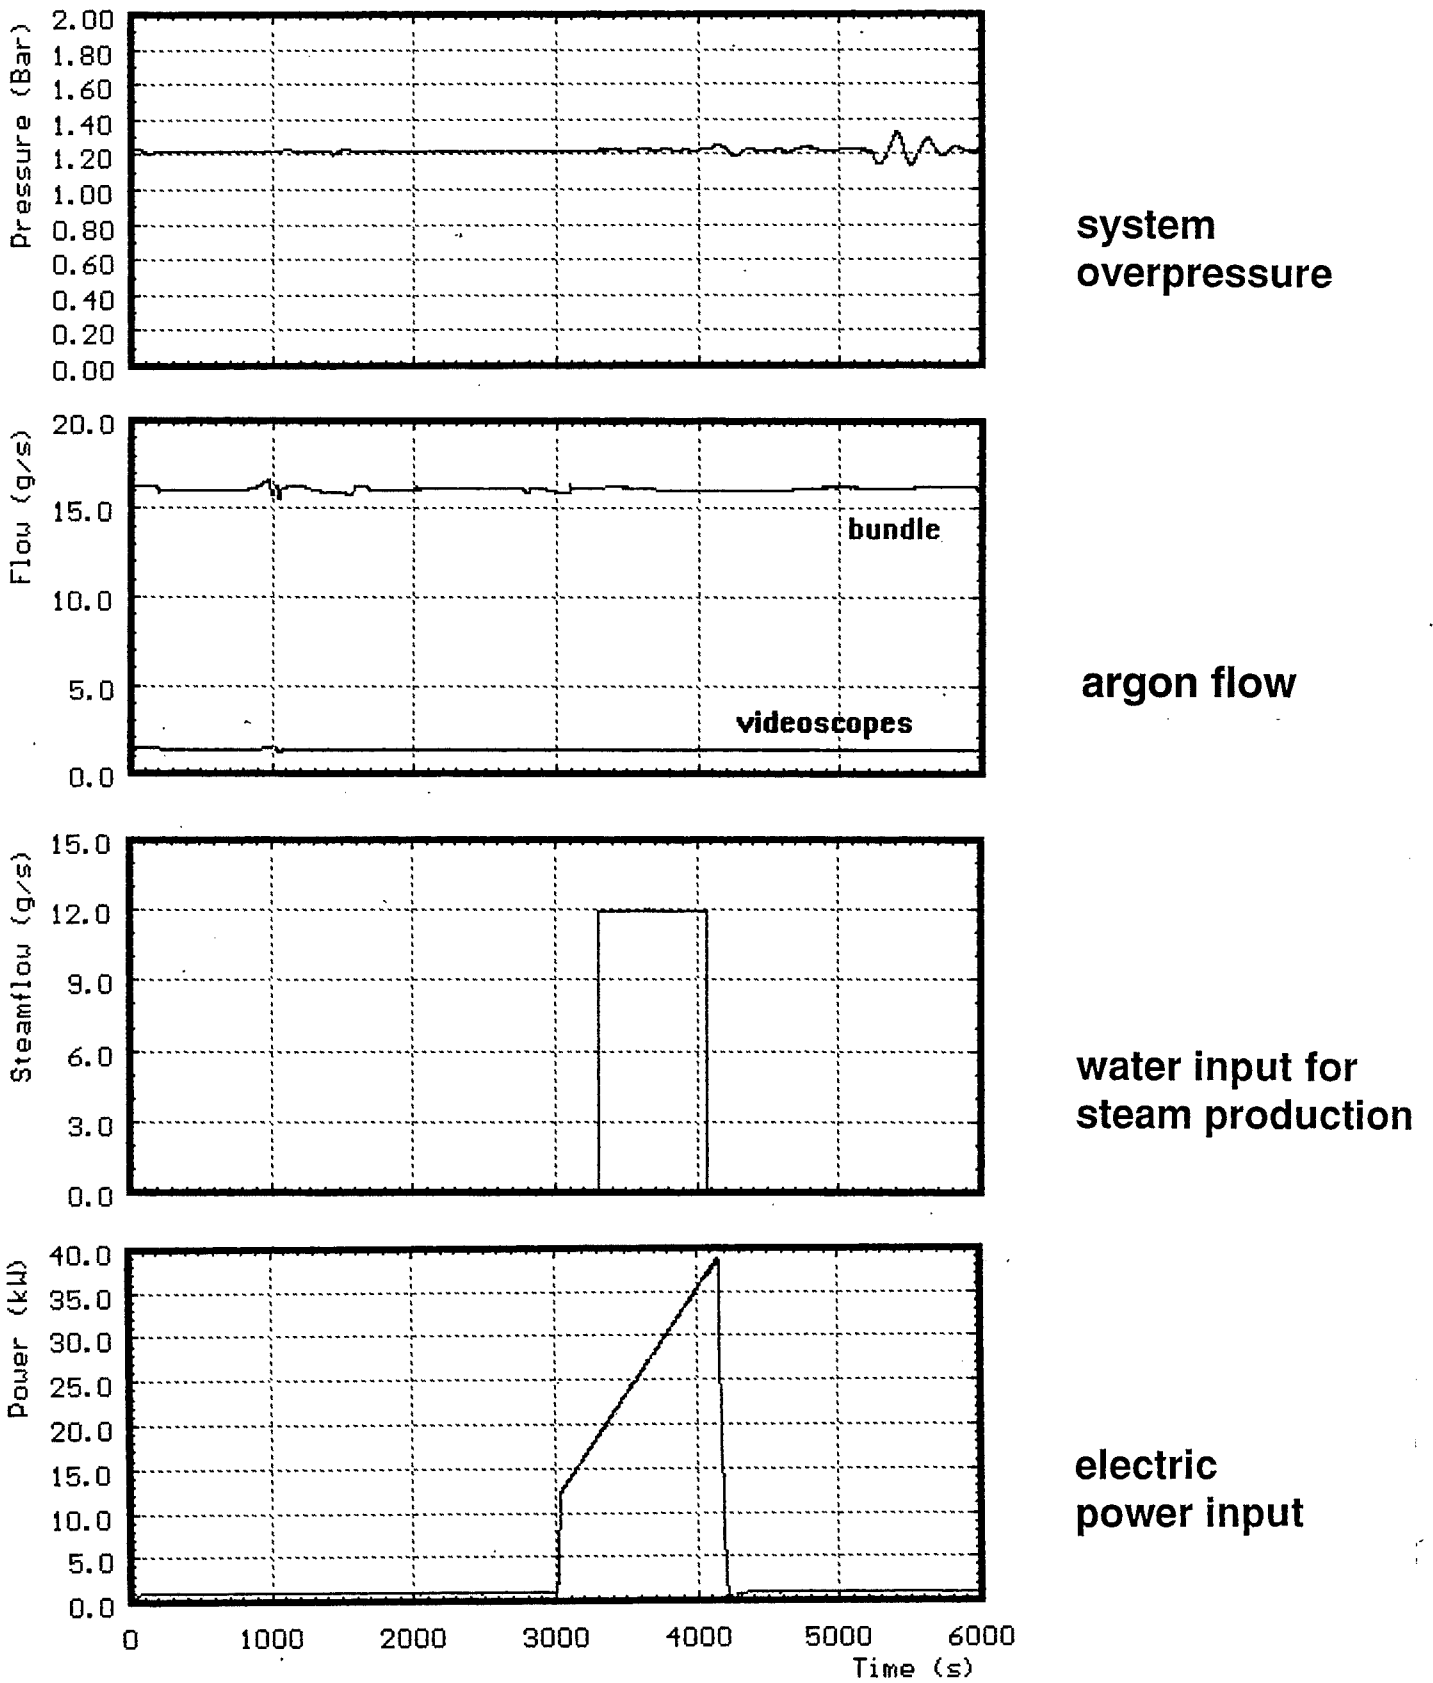 Pressure (Bar)
2.00
1.80
1.60
1.40
1.20
1.00
0.80
0.60
0.40
0.20
0.00
system
overpressure
Flow (g/s)
20.0
15.0
10.0
5.0
0.0
bundle
videoscopes
argon flow
Steamflow (g/s)
15.0
12.0
9.0
6.0
3.0
0.0
water input for
steam production
Power (kW)
40.0
35.0
30.0
25.0
20.0
15.0
10.0
5.0
0.0
electric
power input
0 1000 2000 3000 4000 5000 6000
Time (s)